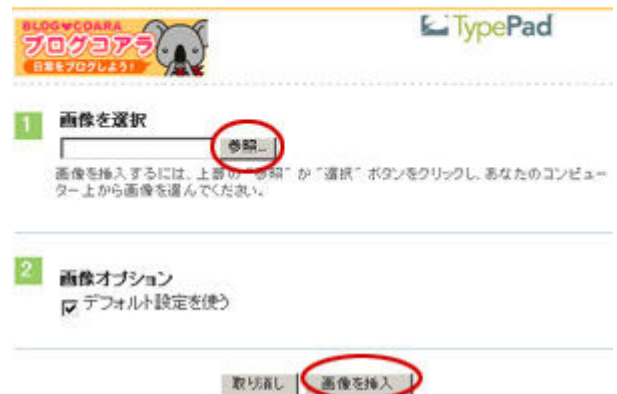 BLOG♥COARA
ブログコアラ
日常をブログしよう!
TypePad
1 画像を選択
参照...
画像を挿入するには、上部の "参照" か "選択" ボタンをクリックし、あなたのコンピュー
ター上から画像を選んでください。
2 画像オプション
デフォルト設定を使う
取り消し 画像を挿入